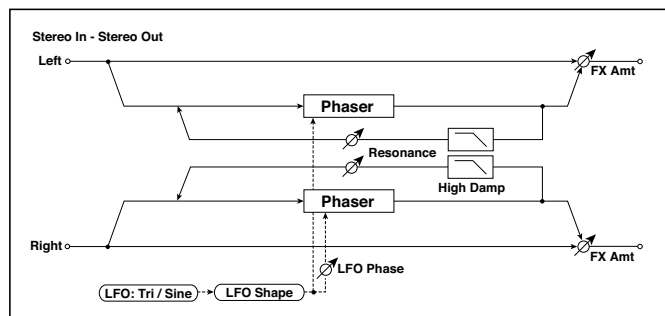 Stereo In - Stereo Out
Left
FX Amt
Phaser
Resonance
High Damp
Phaser
Right
FX Amt
LFO Phase
LFO: Tri / Sine
LFO Shape